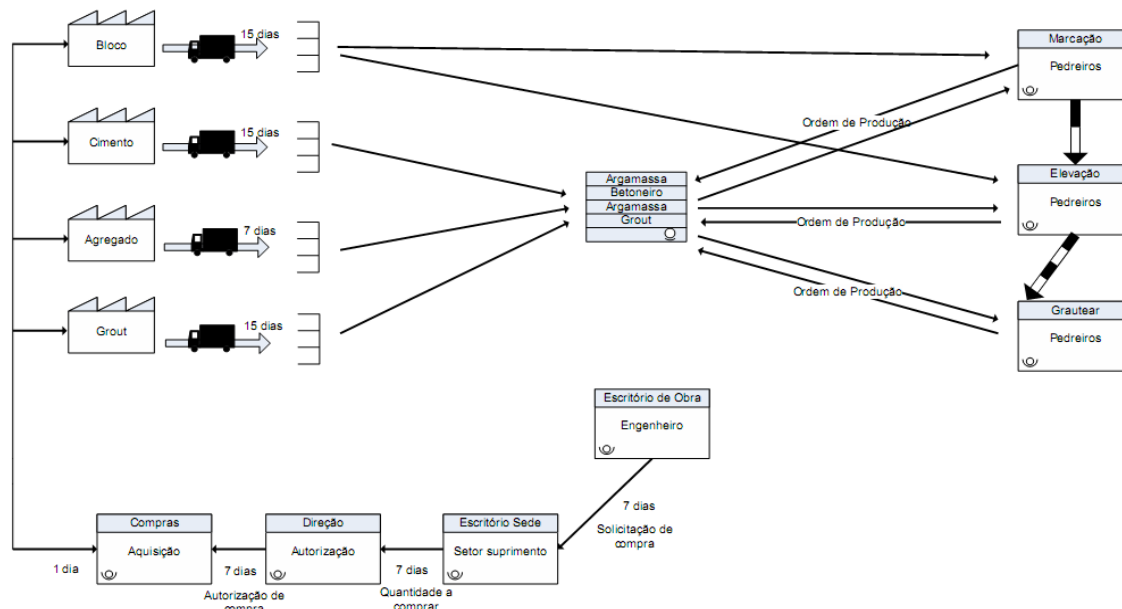 Bloco
15 dias
Marcação
Pedreiros
Ordem de Produção
Cimento
15 dias
Argamassa
Betoneiro
Argamassa
Grout
Elevação
Pedreiros
Ordem de Produção
Agregado
7 dias
Ordem de Produção
Grautear
Pedreiros
Grout
15 dias
Escritório de Obra
Engenheiro
7 dias
Solicitação de
compra
Compras
Aquisição
Direção
Autorização
Escritório Sede
Setor suprimento
1 dia
7 dias
Autorização de
compra
7 dias
Quantidade a
comprar